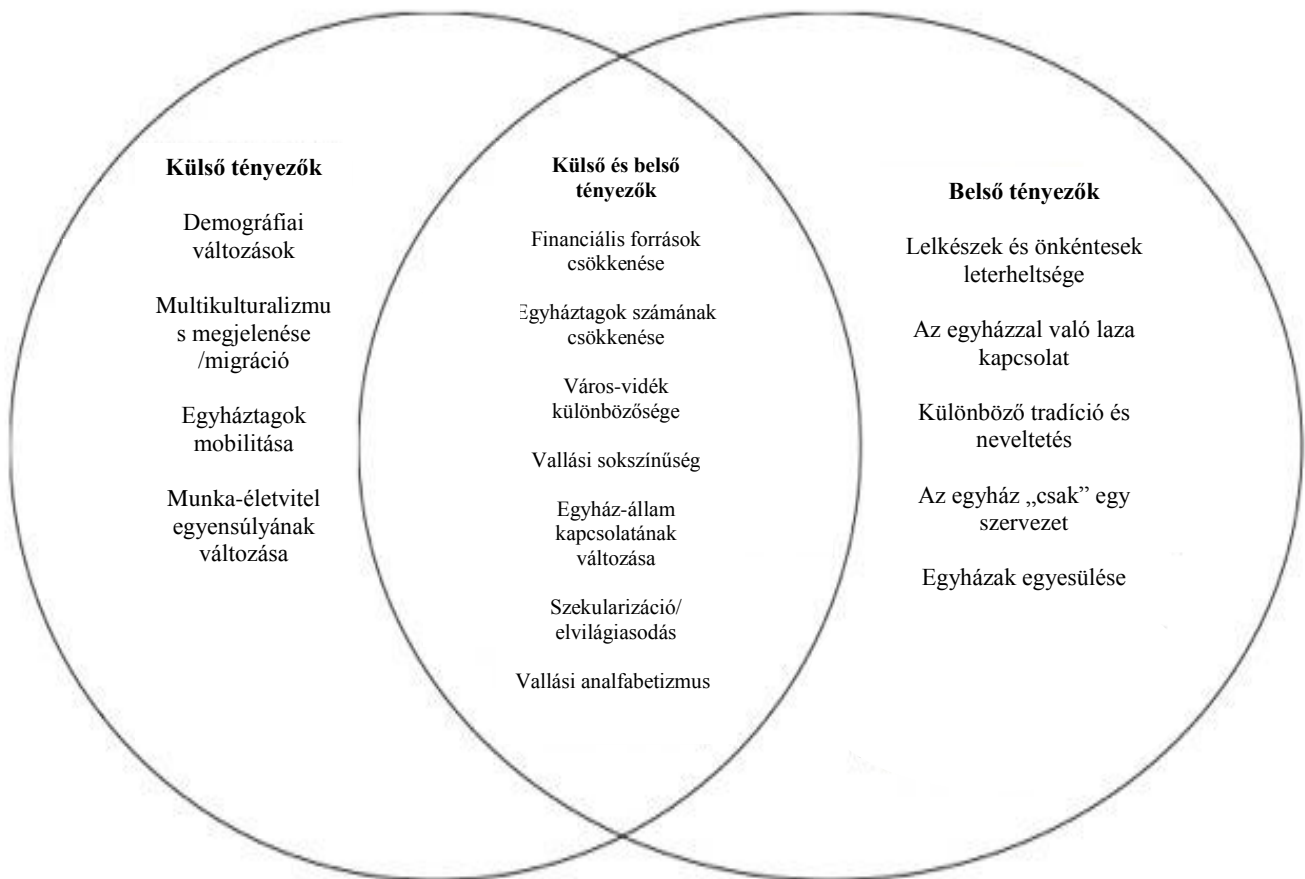 Külső tényezők
Demográfiai
változások
Multikulturalizmu
s megjelenése
/migráció
Egyháztagok
mobilitása
Munka-életvitel
egyensúlyának
változása
Külső és belső
tényezők
Financiális források
csökkenése
Egyháztagok számának
csökkenése
Város-vidék
különbözősége
Vallási sokszínűség
Egyház-állam
kapcsolatának
változása
Szekularizáció/
elvilágiasodás
Vallási analfabetizmus
Belső tényezők
Lelkészek és önkéntesek
leterheltsége
Az egyházzal való laza
kapcsolat
Különböző tradíció és
neveltetés
Az egyház „csak” egy
szervezet
Egyházak egyesülése